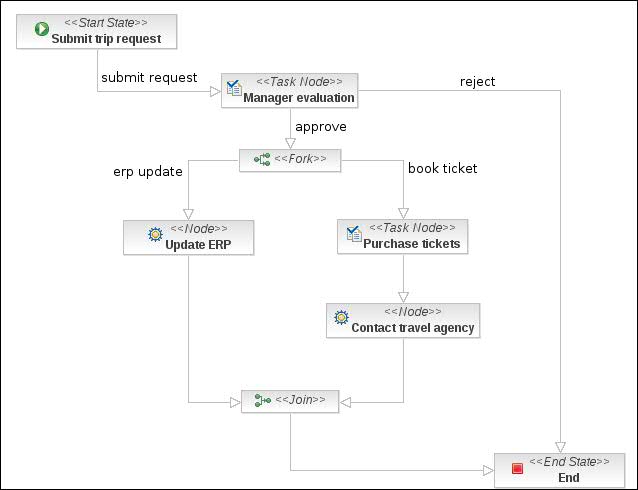 <<Start State>>
Submit trip request
submit request
<<Task Node>>
Manager evaluation
reject
approve
<<Fork>>
erp update
book ticket
<<Node>>
Update ERP
<<Task Node>>
Purchase tickets
<<Node>>
Contact travel agency
<<Join>>
<<End State>>
End